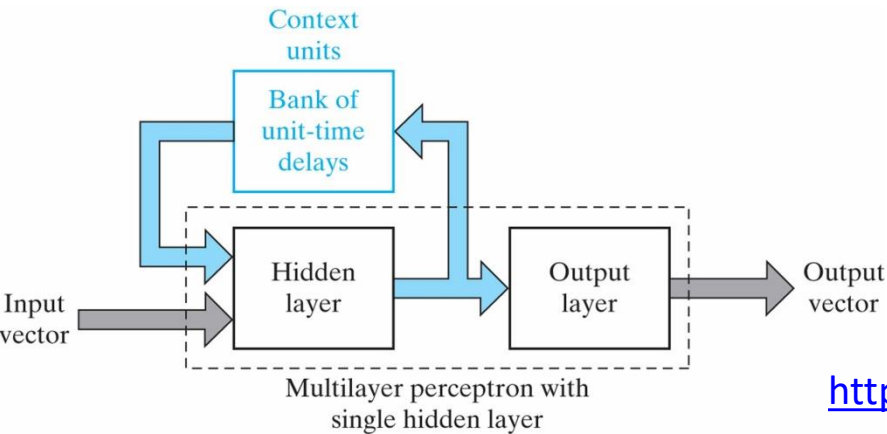 Context
units
Bank of
unit-time
delays
Hidden
layer
Output
layer
Input
vector
Output
vector
Multilayer perceptron with
single hidden layer
http